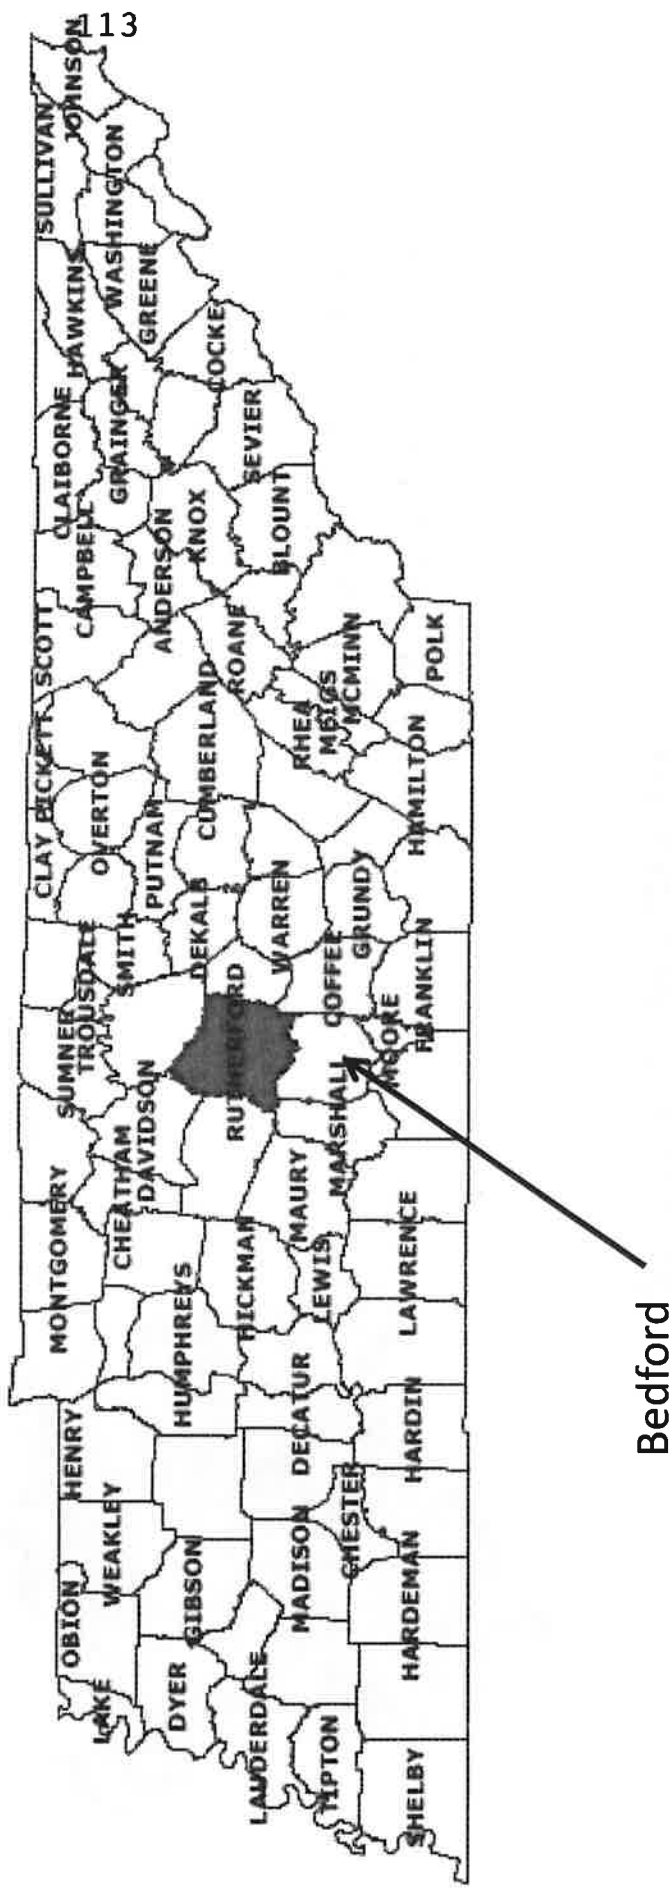 113
JOHNSON
SULLIVAN
WASHINGTON
HAWKINS
GREENE
COCKE
CLAIBORNE
GRAINGER
SEVIER
CAMPBELL
KNOX
BLOUNT
ANDERSON
SCOTT
ROANE
POLK
MCMINN
MEIGS
RHEA
CUMBERLAND
PICKETT
CLAY
OVERTON
HAMILTON
PUTNAM
WARREN
GRUNDY
DEKALB
SMITH
TROUSDALE
COFFEE
FRANKLIN
SUMNER
RUTHERFORD
MOORE
DAVIDSON
MARSHALL
CHEATHAM
MAURY
MONTGOMERY
HICKMAN
LEWIS
LAWRENCE
HUMPHREYS
DECATUR
HENRY
HARDIN
WEAKLEY
CHESTER
MADISON
GIBSON
HARDEMAN
OBION
LAKE
DYER
LAUDERDALE
TIPTON
SHELBY
Bedford